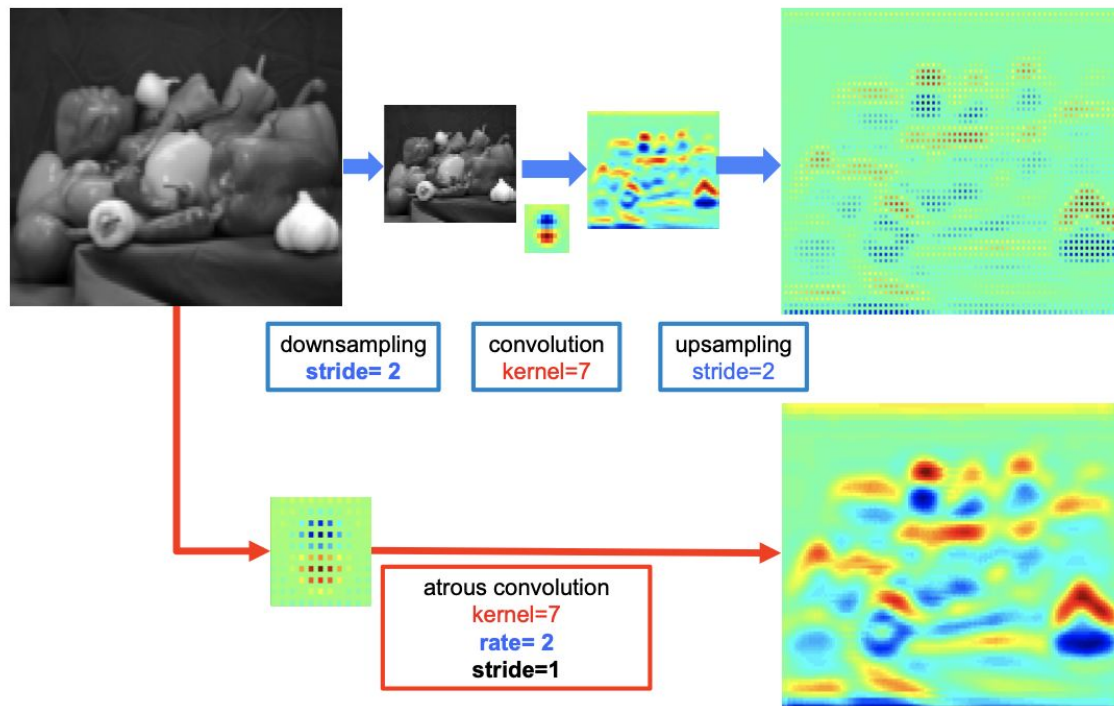 downsampling
stride= 2
convolution
kernel=7
upsampling
stride=2
atrous convolution
kernel=7
rate= 2
stride=1